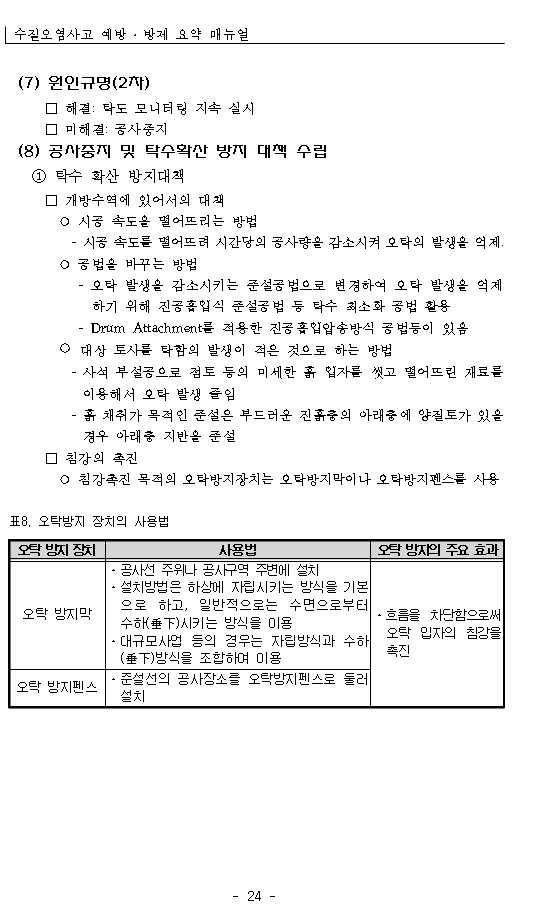 수질오염사고 예방·방제 요약 매뉴얼
(7) 원인규명(2차)
□ 해결: 탁도 모니터링 지속 실시
□ 미해결: 공사중지
(8) 공사중지 및 탁수확산 방지 대책 수립
① 탁수 확산 방지대책
□ 개방수역에 있어서의 대책
○ 시공 속도을 떨어뜨리는 방법
- 시공 속도를 떨어뜨려 시간당의 공사량을 감소시켜 오탁의 발생을 억제.
○ 공법을 바꾸는 방법
- 오탁 발생을 감소시키는 준설공법으로 변경하여 오탁 발생을 억제
하기 위해 진공흡입식 준설공법 등 탁수 최소화 공법 활용
- Drum Attachment를 적용한 진공흡입압송방식 공법등이 있음
○ 대상 토사를 탁함의 발생이 적은 것으로 하는 방법
- 사석 부설공으로 점토 등의 미세한 흙 입자를 씻고 떨어뜨린 재료를
이용해서 오탁 발생 줄임
- 흙 채취가 목적인 준설은 부드러운 진흙층의 아래층에 양질토가 있을
경우 아래층 지반을 준설
□ 침강의 촉진
○ 침강촉진 목적의 오탁방지장치는 오탁방지막이나 오탁방지펜스를 사용
표8. 오탁방지 장치의 사용법
오탁 방지 장치 사용법 오탁 방지의 주요 효과
오탁 방지막
·공사선 주위나 공사구역 주변에 설치
·설치방법은 하상에 자립시키는 방식을 기본
으로 하고, 일반적으로는 수면으로부터
수하(垂下)시키는 방식을 이용
·대규모사업 등의 경우는 자립방식과 수하
(垂下)방식을 조합하여 이용
·흐름을 차단함으로써
오탁 입자의 침강을
촉진
오탁 방지펜스
·준설선의 공사장소를 오탁방지펜스로 둘러
설치
- 24 -